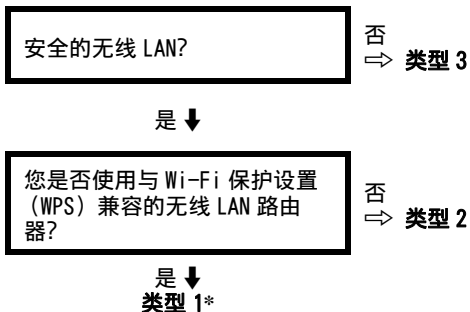 安全的无线 LAN?
否
⇨ 类型 3
是 ⬇
您是否使用与 Wi-Fi 保护设置
（WPS）兼容的无线 LAN 路由
器?
否
⇨ 类型 2
是 ⬇
类型 1*